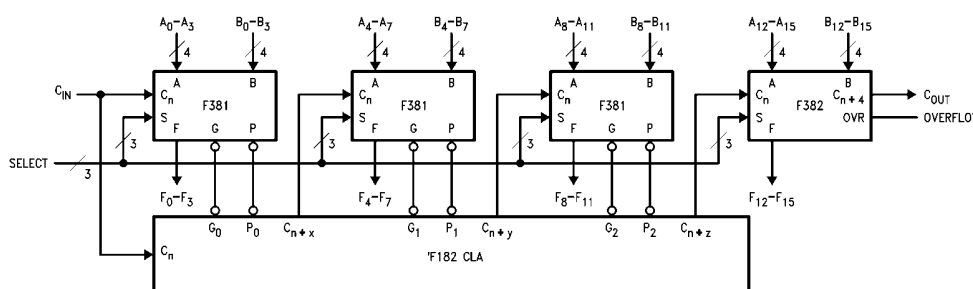 A₀–A₃ B₀–B₃ A₄–A₇ B₄–B₇ A₈–A₁₁ B₈–B₁₁ A₁₂–A₁₅ B₁₂–B₁₅
4 4 4 4 4 4 4 4
A B A B A B A B
C_IN Cₙ F381 Cₙ F381 Cₙ F381 Cₙ F382 Cₙ₊₄ C_OUT
S F G P S F G P S F G P S F OVR OVERFLO
3 3 3 3
SELECT 3
F₀–F₃ F₄–F₇ F₈–F₁₁ F₁₂–F₁₅
G₀ P₀ Cₙ₊ₓ G₁ P₁ Cₙ₊y G₂ P₂ Cₙ₊z
Cₙ 'F182 CLA